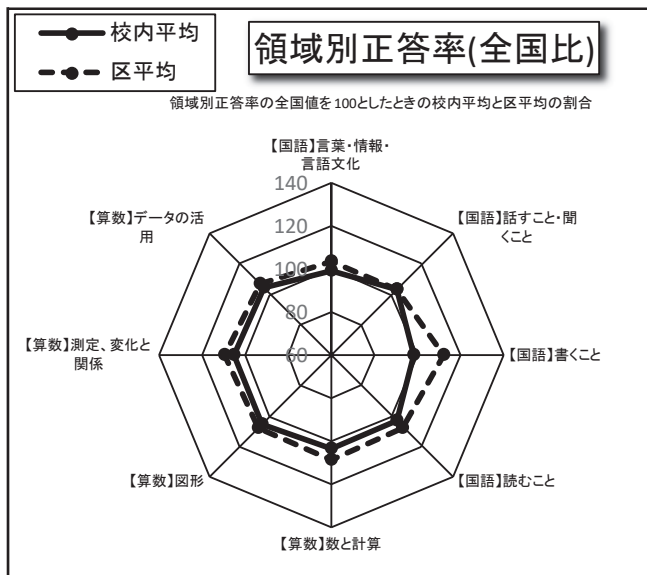 校内平均
区平均
領域別正答率(全国比)
領域別正答率の全国値を100としたときの校内平均と区平均の割合
【国語】言葉・情報・
言語文化
【国語】話すこと・聞
くこと
【国語】書くこと
【国語】読むこと
【算数】数と計算
【算数】図形
【算数】測定、変化と
関係
【算数】データの活
用
140
120
100
80
60